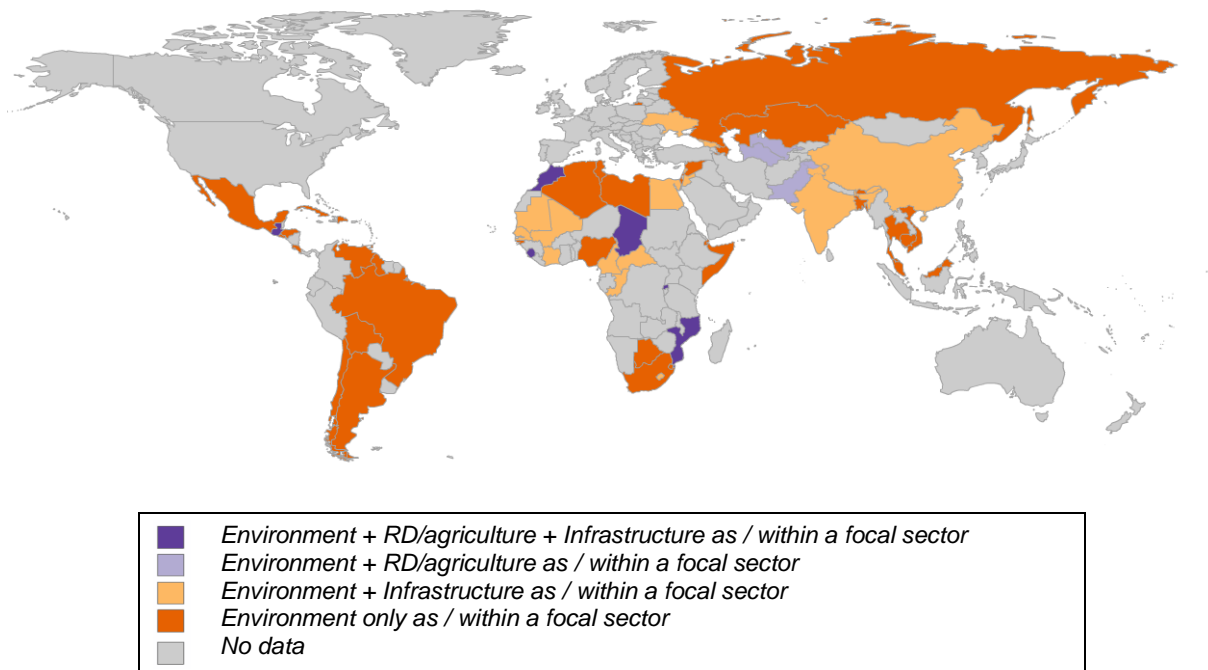 Environment + RD/agriculture + Infrastructure as / within a focal sector
Environment + RD/agriculture as / within a focal sector
Environment + Infrastructure as / within a focal sector
Environment only as / within a focal sector
No data